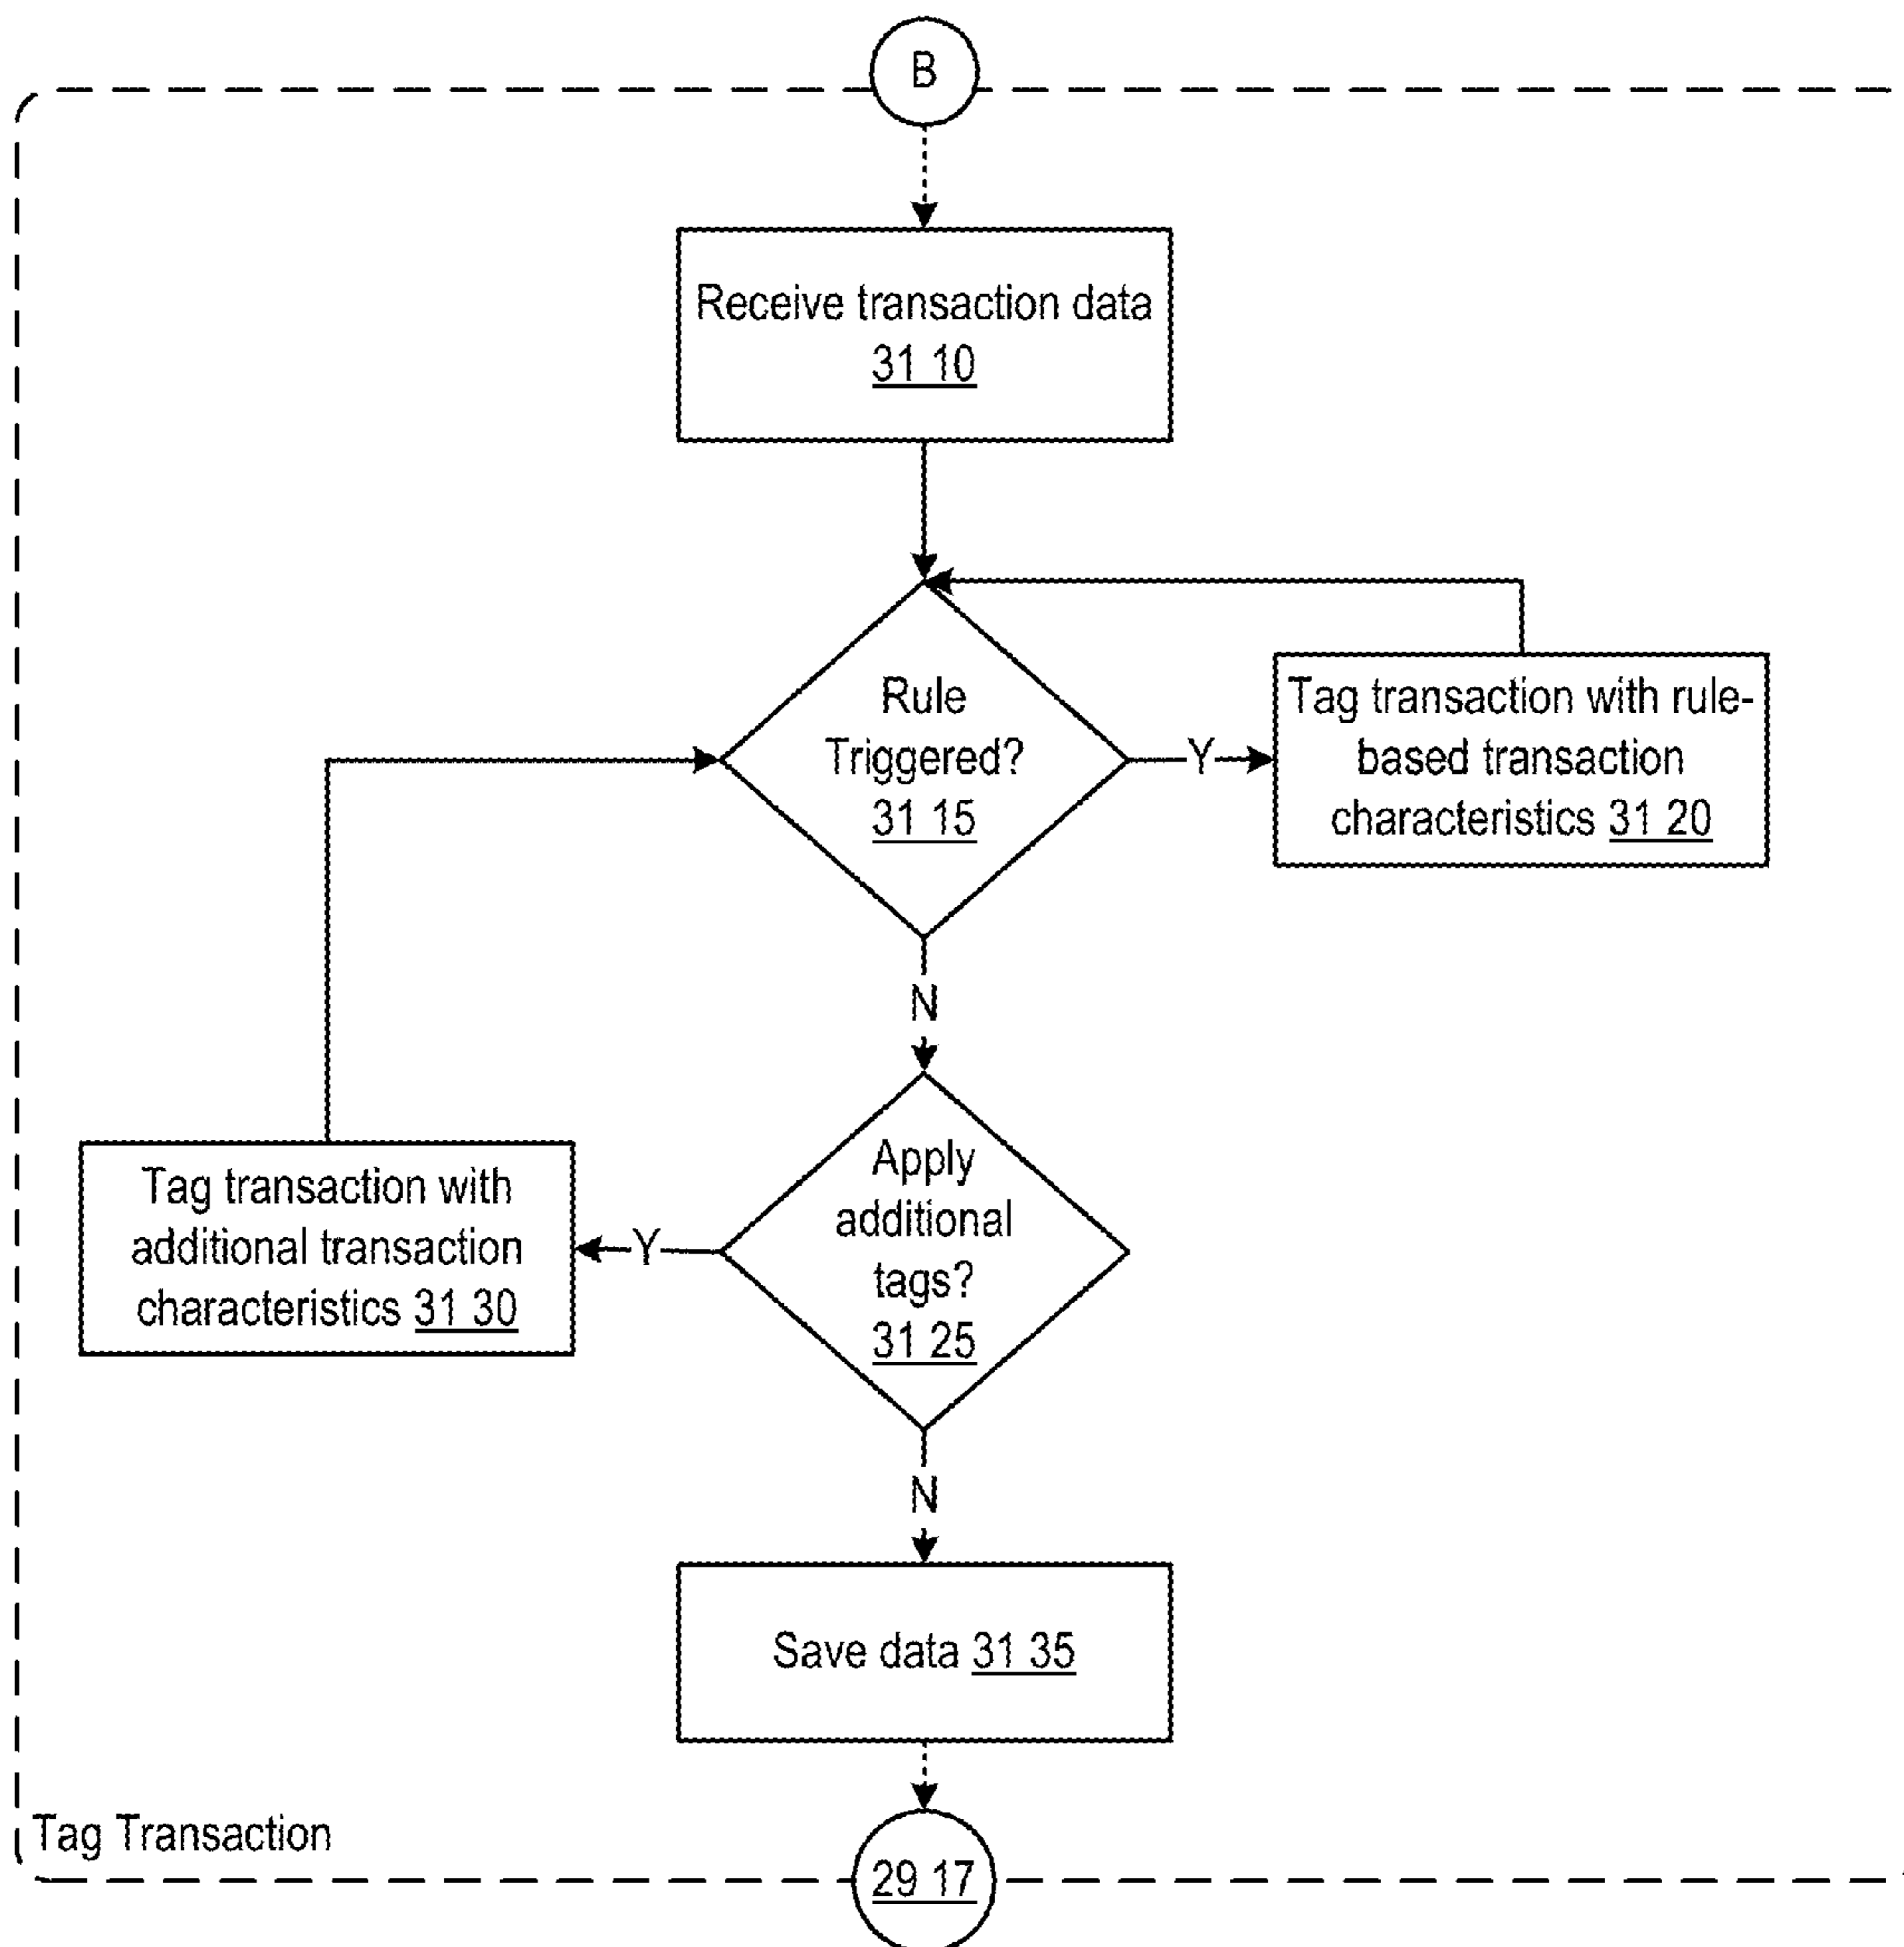 B
Receive transaction data
31 10
Rule
Triggered?
31 15
Y
Tag transaction with rule-
based transaction
characteristics 31 20
N
Apply
additional
tags?
31 25
Y
Tag transaction with
additional transaction
characteristics 31 30
N
Save data 31 35
Tag Transaction
29 17